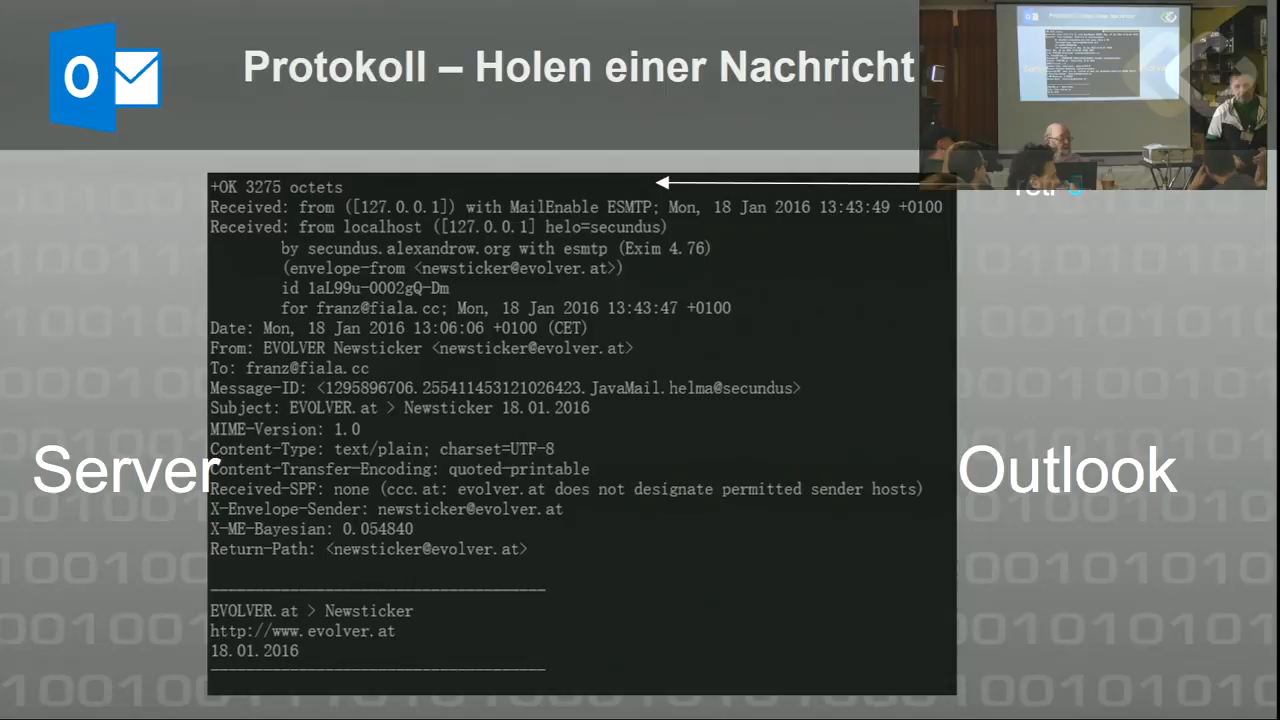 Protokoll – Holen einer Nachricht
+OK 3275 octets
Received: from ([127.0.0.1]) with MailEnable ESMTP; Mon, 18 Jan 2016 13:43:49 +0100
Received: from localhost ([127.0.0.1] helo=secundus)
by secundus.alexandrow.org with esmtp (Exim 4.76)
(envelope-from <newsticker@evolver.at>)
id 1aL99u-0002gQ-Dm
for franz@fiala.cc; Mon, 18 Jan 2016 13:43:47 +0100
Date: Mon, 18 Jan 2016 13:06:06 +0100 (CET)
From: EVOLVER Newsticker <newsticker@evolver.at>
To: franz@fiala.cc
Message-ID: <1295896706.255411453121026423.JavaMail.helma@secundus>
Subject: EVOLVER.at > Newsticker 18.01.2016
MIME-Version: 1.0
Content-Type: text/plain; charset=UTF-8
Content-Transfer-Encoding: quoted-printable
Received-SPF: none (ccc.at: evolver.at does not designate permitted sender hosts)
X-Envelope-Sender: newsticker@evolver.at
X-ME-Bayesian: 0.054840
Return-Path: <newsticker@evolver.at>
EVOLVER.at > Newsticker
http://www.evolver.at
18.01.2016
Server
Outlook